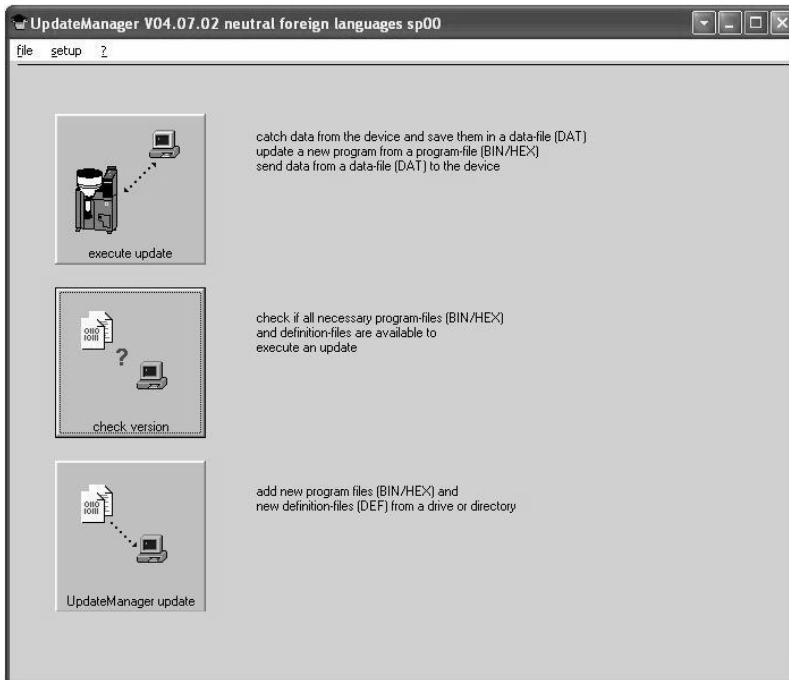 UpdateManager V04.07.02 neutral foreign languages sp00
file setup ?
catch data from the device and save them in a data-file (DAT)
update a new program from a program-file (BIN/HEX)
send data from a data-file (DAT) to the device
execute update
check if all necessary program-files (BIN/HEX)
and definition-files are available to
execute an update
OIIO
IOIII
?
check version
add new program files (BIN/HEX) and
new definition-files (DEF) from a drive or directory
OIIO
IOIII
UpdateManager update